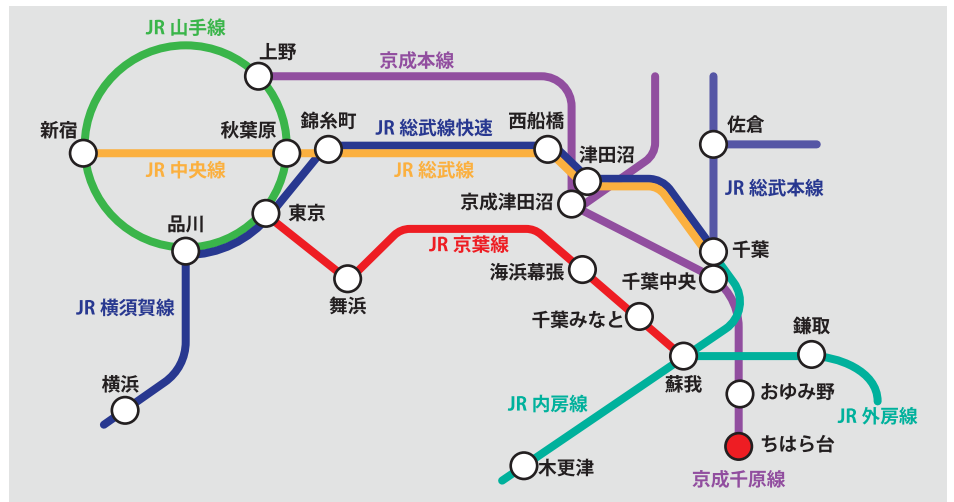 JR 山手線
上野
京成本線
新宿
秋葉原
錦糸町
JR 総武線快速
西船橋
佐倉
JR 中央線
JR 総武線
津田沼
JR 総武本線
京成津田沼
東京
品川
JR 京葉線
千葉
海浜幕張
千葉中央
舞浜
JR 横須賀線
千葉みなと
鎌取
横浜
蘇我
おゆみ野
JR 内房線
JR 外房線
ちはら台
木更津
京成千原線